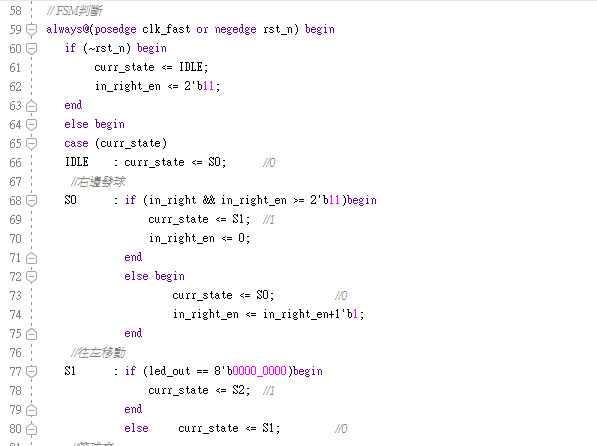 58 // FSM判斷
59 always@(posedge clk_fast or negedge rst_n) begin
60 if (~rst_n) begin
61 curr_state <= IDLE;
62 in_right_en <= 2'b11;
63 end
64 else begin
65 case (curr_state)
66 IDLE : curr_state <= S0; //0
67 //右邊發球
68 S0 : if (in_right && in_right_en >= 2'b11)begin
69 curr_state <= S1; //1
70 in_right_en <= 0;
71 end
72 else begin
73 curr_state <= S0; //0
74 in_right_en <= in_right_en+1'b1;
75 end
76 //往左移動
77 S1 : if (led_out == 8'b0000_0000)begin
78 curr_state <= S2; //1
79 end
80 else curr_state <= S1; //0